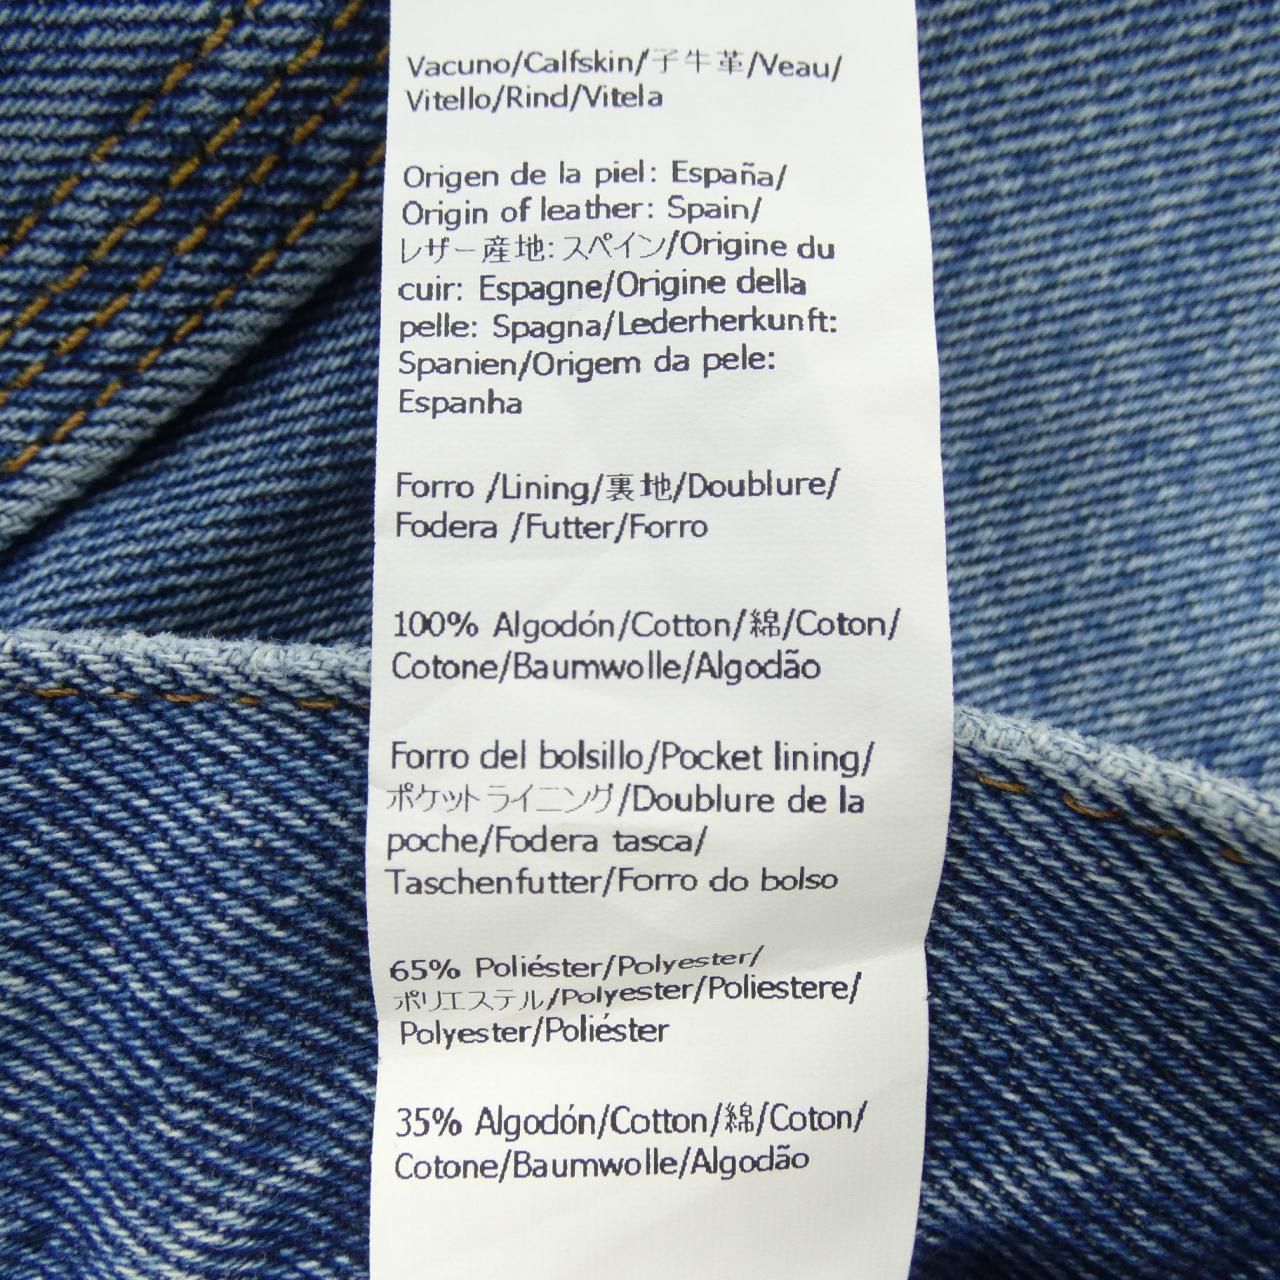 Vacuno/Calfskin/子牛革/Veau/
Vitello/Rind/Vitela
Origen de la piel: España/
Origin of leather: Spain/
レザー産地: スペイン/Origine du
cuir: Espagne/Origine della
pelle: Spagna/Lederherkunft:
Spanien/Origem da pele:
Espanha
Forro /Lining/裏地/Doublure/
Fodera /Futter/Forro
100% Algodón/Cotton/綿/Coton/
Cotone/Baumwolle/Algodão
Forro del bolsillo/Pocket lining/
ポケットライニング/Doublure de la
poche/Fodera tasca/
Taschenfutter/Forro do bolso
65% Poliéster/Polyester/
ポリエステル/Polyester/Poliestere/
Polyester/Poliéster
35% Algodón/Cotton/綿/Coton/
Cotone/Baumwolle/Algodão